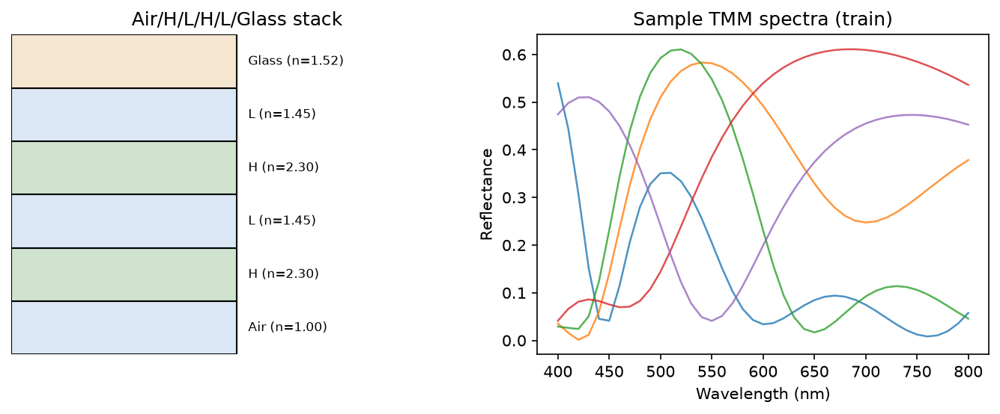 Air/H/L/H/L/Glass stack
Glass (n=1.52)
L (n=1.45)
H (n=2.30)
L (n=1.45)
H (n=2.30)
Air (n=1.00)
Sample TMM spectra (train)
Reflectance
0.6
0.5
0.4
0.3
0.2
0.1
0.0
400 450 500 550 600 650 700 750 800
Wavelength (nm)